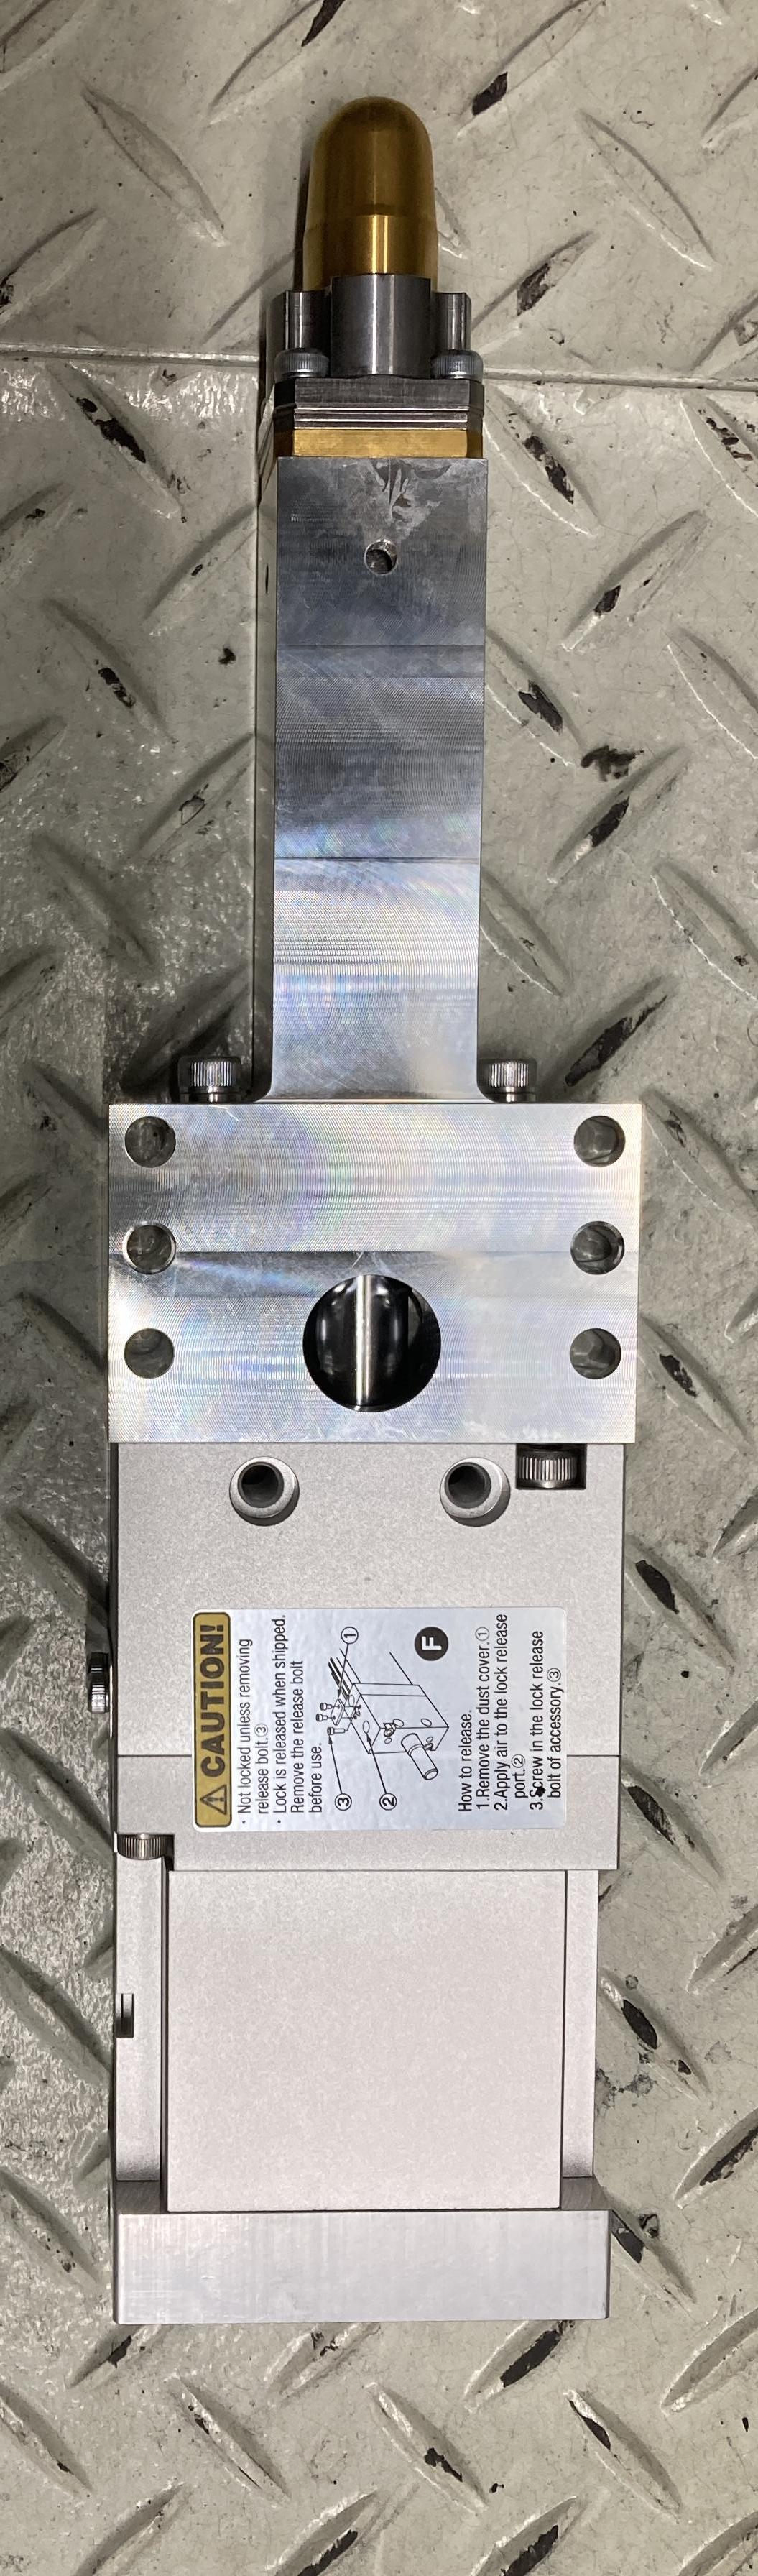 ⚠ CAUTION!
· Not locked unless removing
release bolt.③
· Lock is released when shipped.
Remove the release bolt
before use.
①
②
③
F
How to release.
1.Remove the dust cover.①
2.Apply air to the lock release
port.②
3.Screw in the lock release
bolt of accessory.③